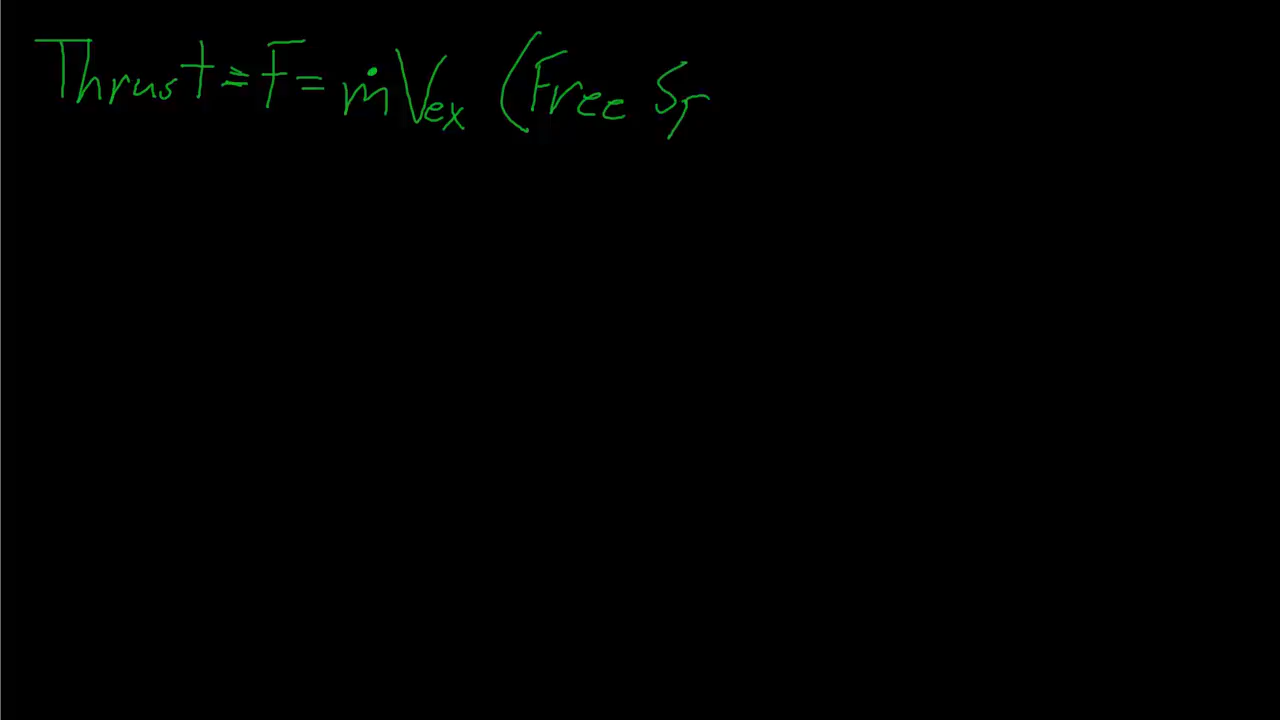 Thrust = F = ṁVex (Free S